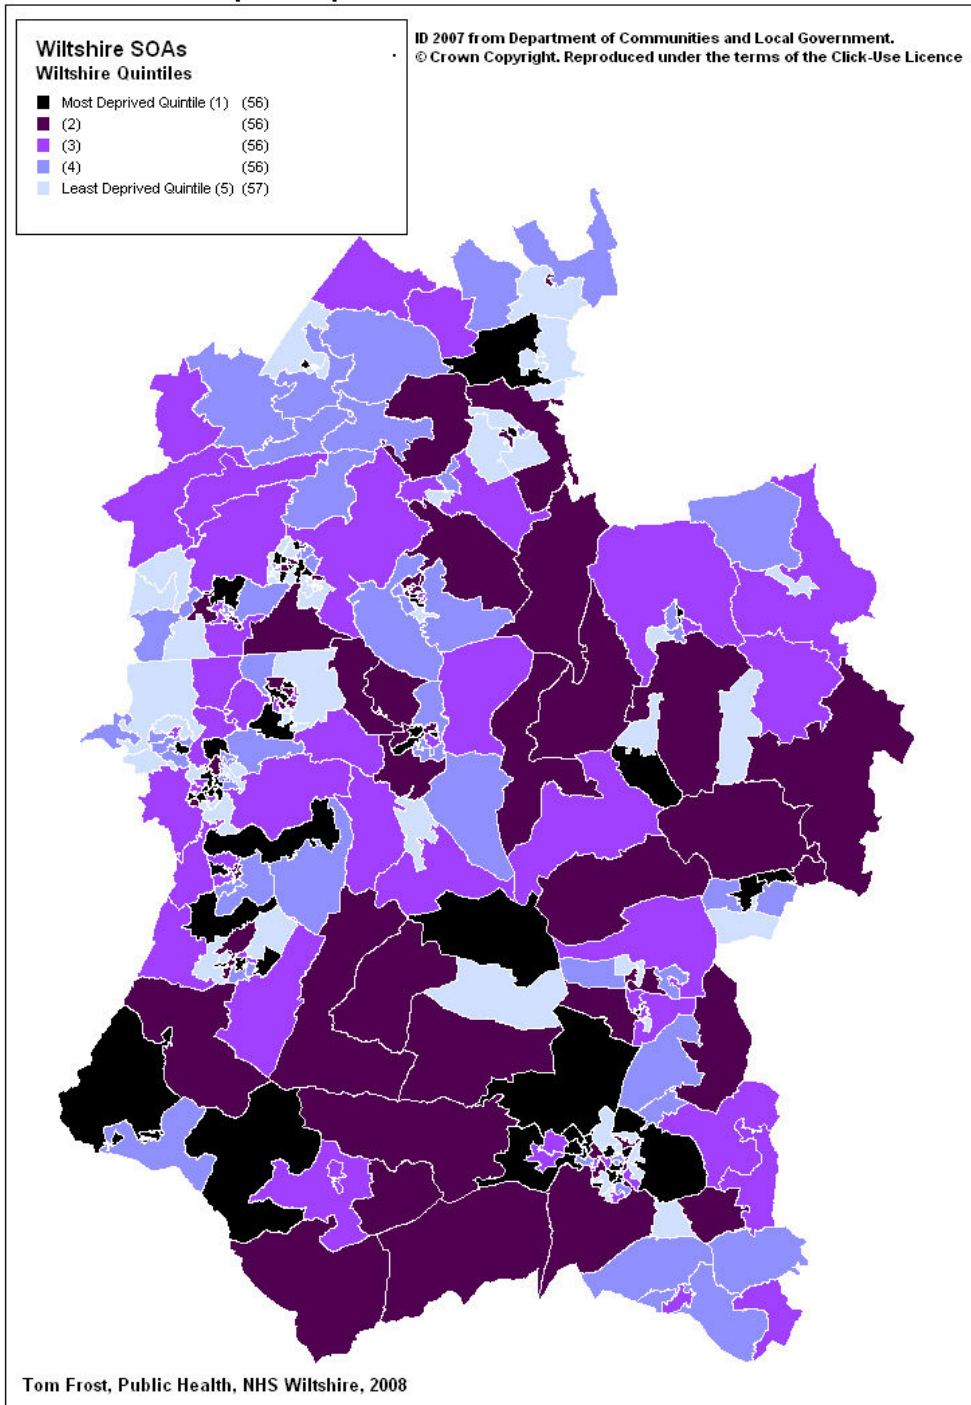 Wiltshire SOAs
Wiltshire Quintiles
Most Deprived Quintile (1) (56)
(2) (56)
(3) (56)
(4) (56)
Least Deprived Quintile (5) (57)
ID 2007 from Department of Communities and Local Government.
© Crown Copyright. Reproduced under the terms of the Click-Use Licence
Tom Frost, Public Health, NHS Wiltshire, 2008